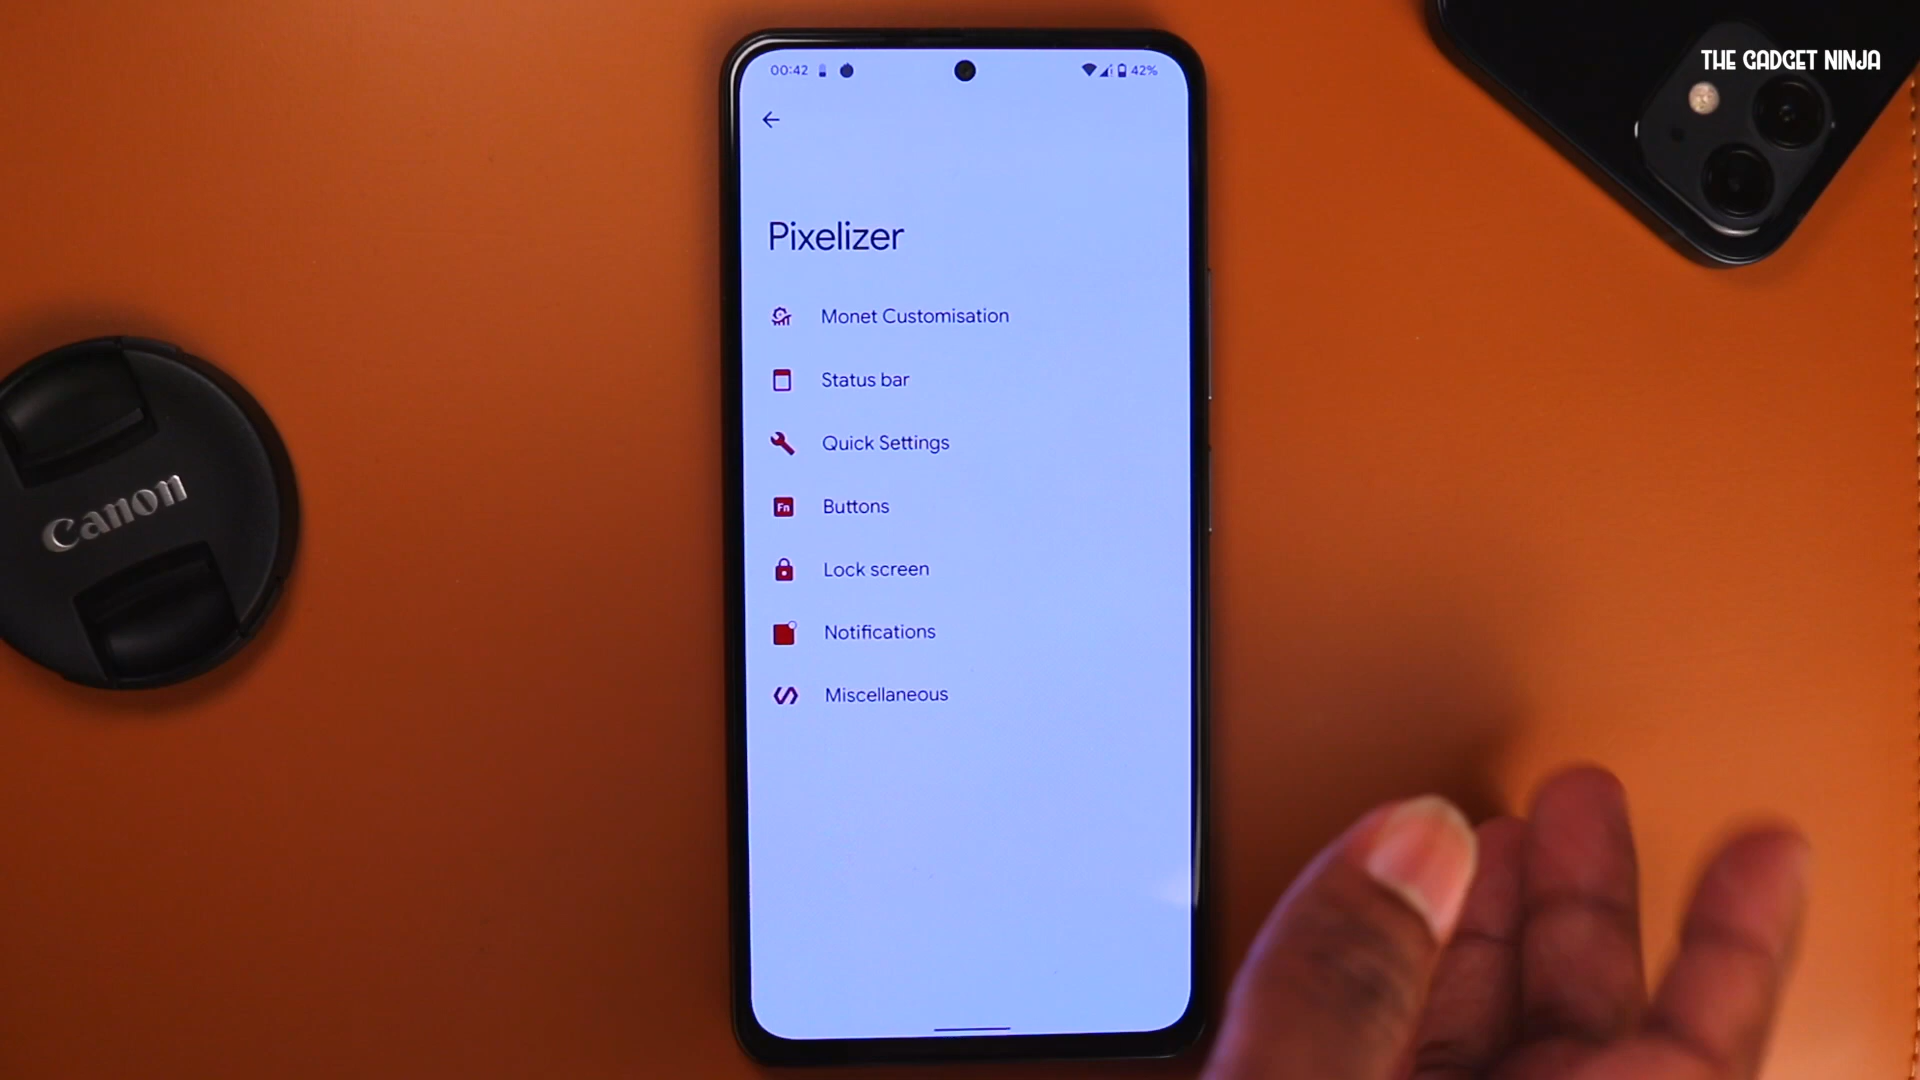 THE GADGET NINJA
00:42
42%
Pixelizer
Monet Customisation
Status bar
Quick Settings
Fn
Buttons
Lock screen
Notifications
Miscellaneous
Canon